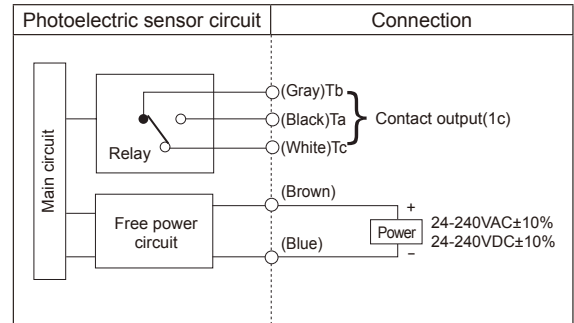 Photoelectric sensor circuit
Connection
Main circuit
Relay
(Gray)Tb
(Black)Ta
(White)Tc
Contact output(1c)
Free power
circuit
(Brown)
(Blue)
+
Power
−
24-240VAC±10%
24-240VDC±10%